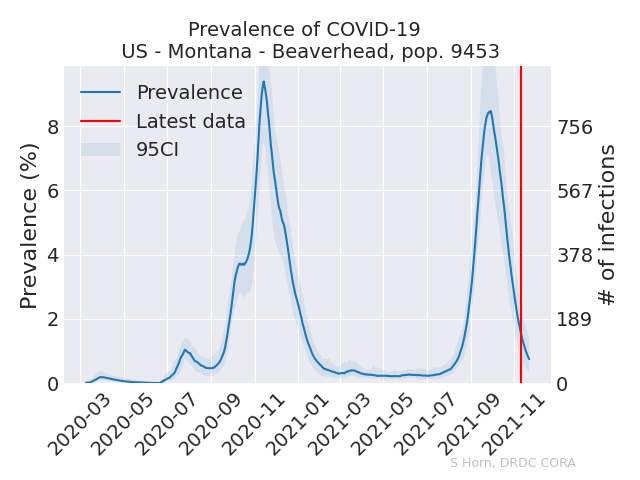 Prevalence of COVID-19
US - Montana - Beaverhead, pop. 9453
Prevalence
Latest data
95CI
Prevalence (%)
8
6
4
2
0
# of infections
756
567
378
189
0
2020-03
2020-05
2020-07
2020-09
2020-11
2021-01
2021-03
2021-05
2021-07
2021-09
2021-11
S Horn, DRDC CORA